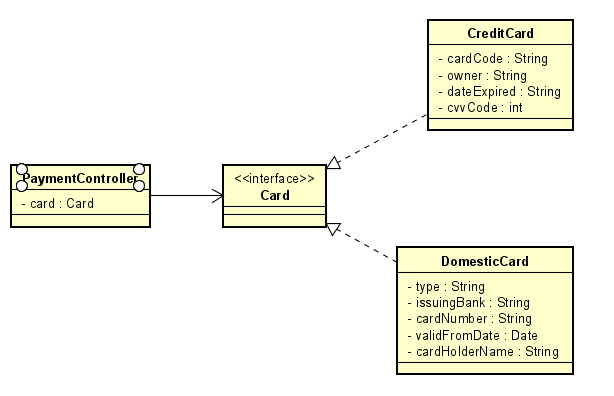 CreditCard
- cardCode : String
- owner : String
- dateExpired : String
- cvvCode : int
PaymentController
- card : Card
<<interface>>
Card
DomesticCard
- type : String
- issuingBank : String
- cardNumber : String
- validFromDate : Date
- cardHolderName : String